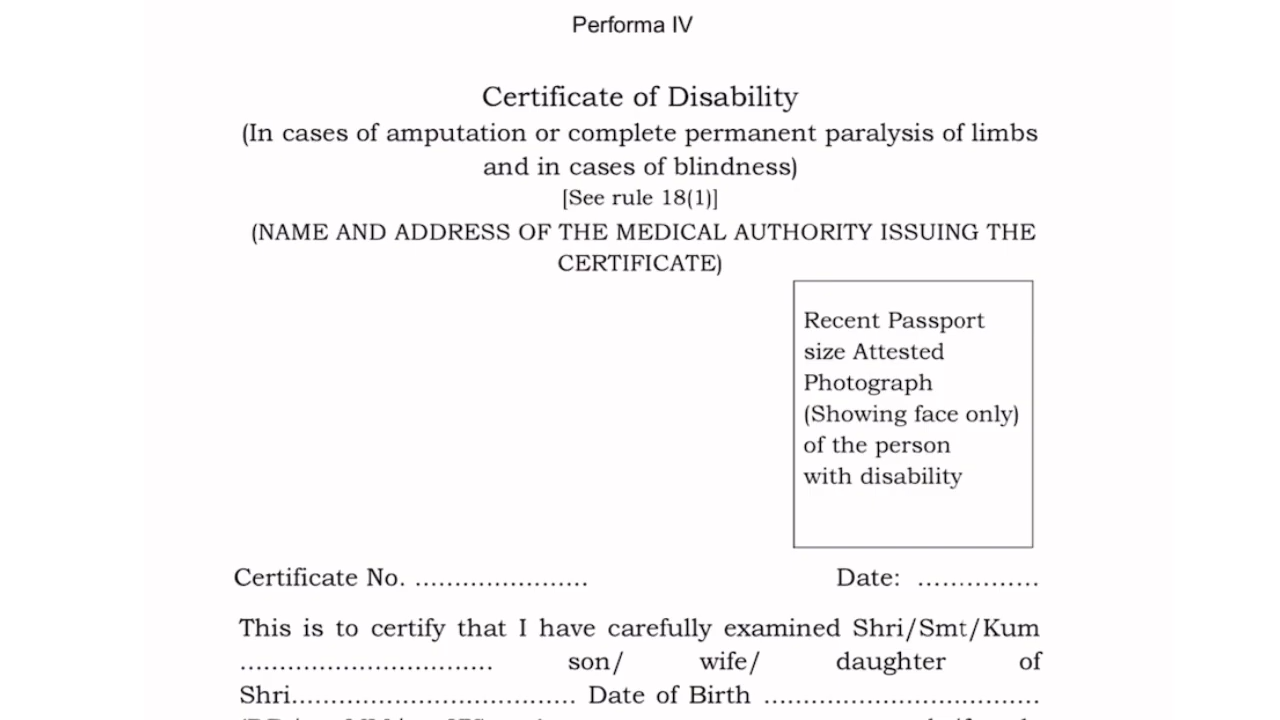 Performa IV
Certificate of Disability
(In cases of amputation or complete permanent paralysis of limbs
and in cases of blindness)
[See rule 18(1)]
(NAME AND ADDRESS OF THE MEDICAL AUTHORITY ISSUING THE
CERTIFICATE)
Recent Passport
size Attested
Photograph
(Showing face only)
of the person
with disability
Certificate No. ...................... Date: ...............
This is to certify that I have carefully examined Shri/Smt/Kum
................................ son/ wife/ daughter of
Shri.................................... Date of Birth ...................................